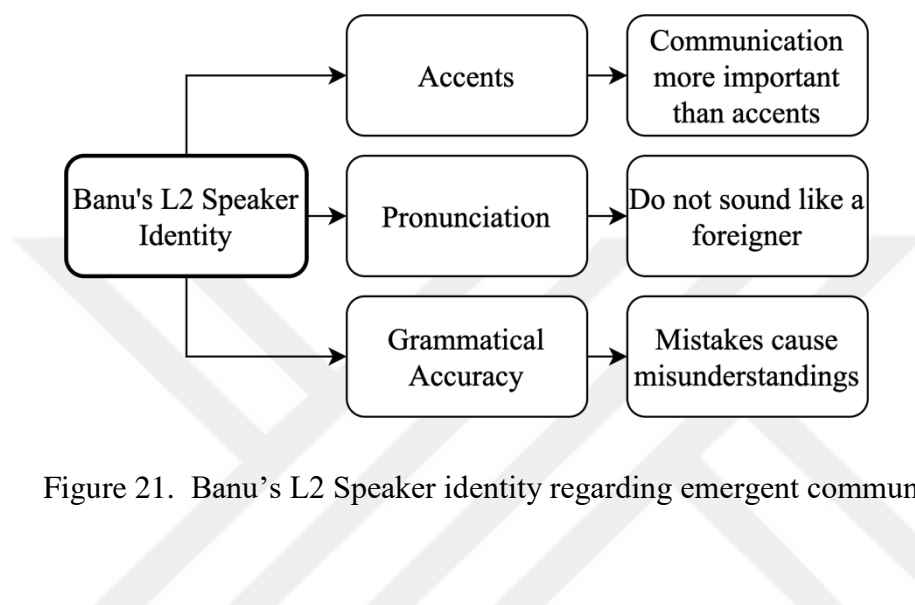 Accents
Communication
more important
than accents
Banu's L2 Speaker
Identity
Pronunciation
Do not sound like a
foreigner
Grammatical
Accuracy
Mistakes cause
misunderstandings
Figure 21.  Banu’s L2 Speaker identity regarding emergent commun